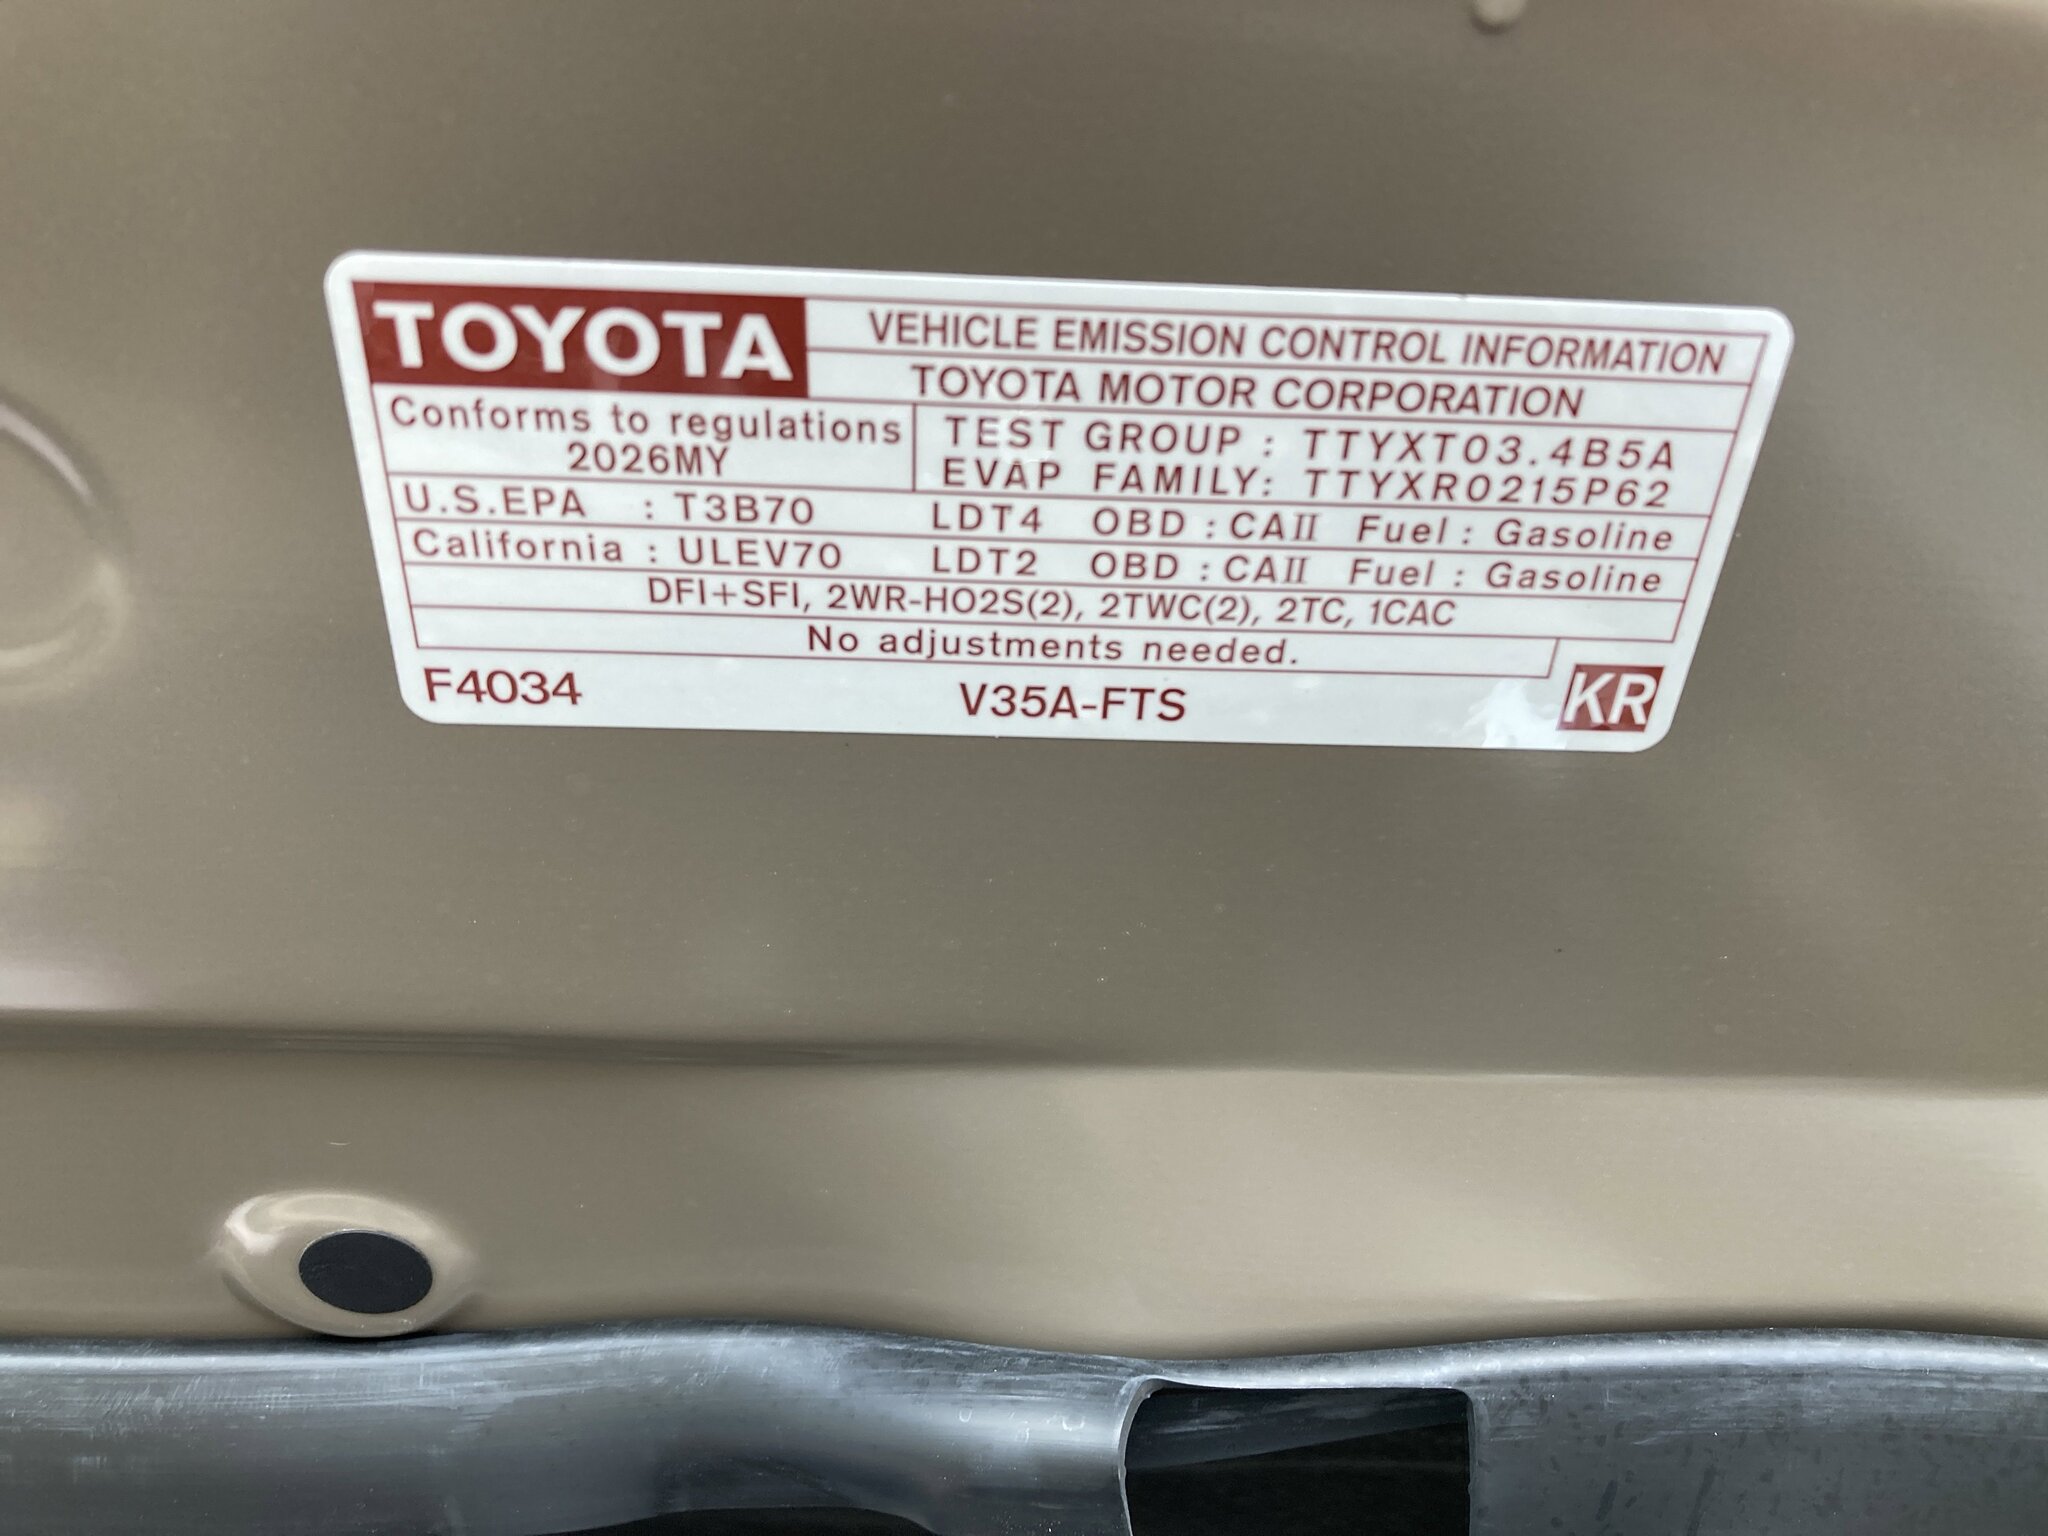 TOYOTA
VEHICLE EMISSION CONTROL INFORMATION
TOYOTA MOTOR CORPORATION
Conforms to regulations
2026MY
TEST GROUP : TTYXT03.4B5A
EVAP FAMILY: TTYXR0215P62
U.S.EPA : T3B70 LDT4 OBD : CAII Fuel : Gasoline
California : ULEV70 LDT2 OBD : CAII Fuel : Gasoline
DFI+SFI, 2WR-HO2S(2), 2TWC(2), 2TC, 1CAC
No adjustments needed.
F4034 V35A-FTS KR